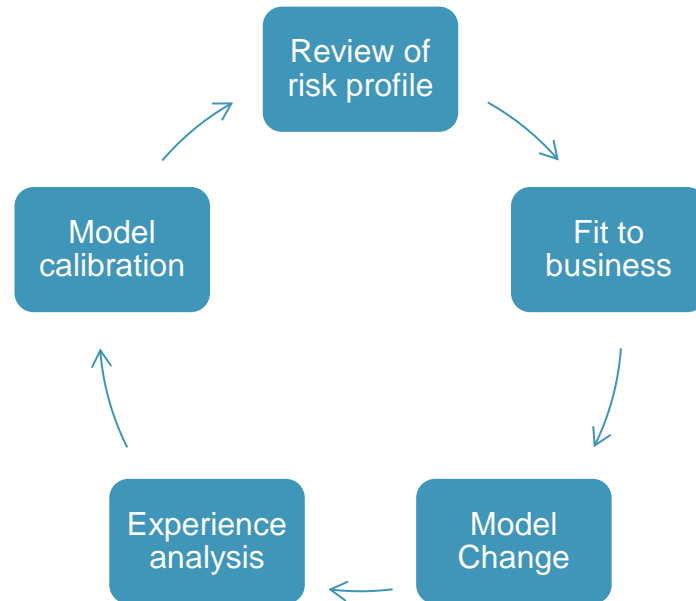 Review of
risk profile
Fit to
business
Model
Change
Experience
analysis
Model
calibration